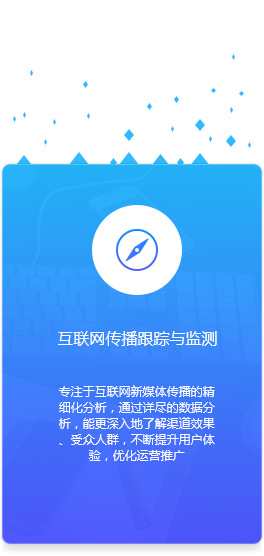 互联网传播跟踪与监测
专注于互联网新媒体传播的精
细化分析，通过详尽的数据分
析，能更深入地了解渠道效果
、受众人群，不断提升用户体
验，优化运营推广